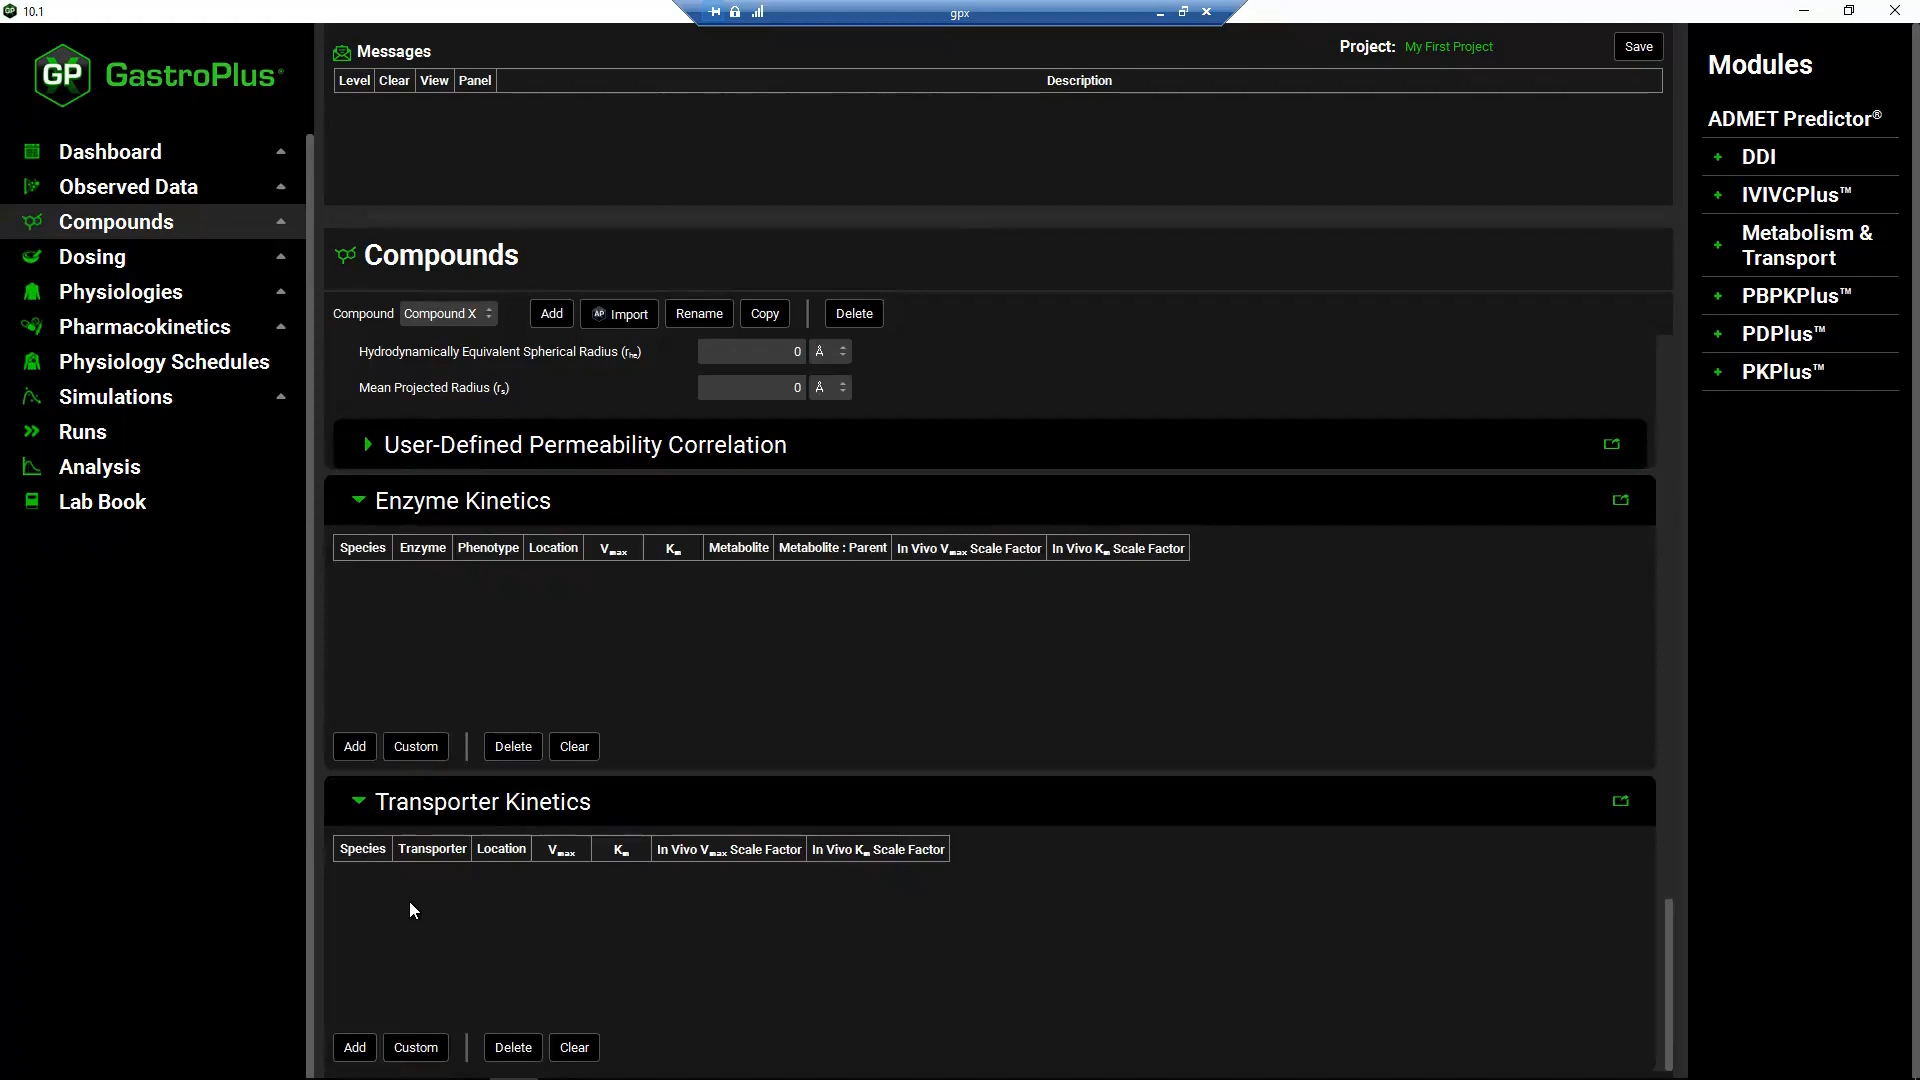 10.1
gpx
GP GastroPlus®
Dashboard
Observed Data
Compounds
Dosing
Physiologies
Pharmacokinetics
Physiology Schedules
Simulations
Runs
Analysis
Lab Book
Messages
Project: My First Project
Save
Level Clear View Panel Description
Compounds
Compound Compound X Add AP Import Rename Copy Delete
Hydrodynamically Equivalent Spherical Radius (rₕₑ) 0 Å
Mean Projected Radius (rₛ) 0 Å
User-Defined Permeability Correlation
Enzyme Kinetics
Species Enzyme Phenotype Location Vₘₐₓ Kₘ Metabolite Metabolite : Parent In Vivo Vₘₐₓ Scale Factor In Vivo Kₘ Scale Factor
Add Custom Delete Clear
Transporter Kinetics
Species Transporter Location Vₘₐₓ Kₘ In Vivo Vₘₐₓ Scale Factor In Vivo Kₘ Scale Factor
Add Custom Delete Clear
Modules
ADMET Predictor®
DDI
IVIVCPlus™
Metabolism &
Transport
PBPKPlus™
PDPlus™
PKPlus™